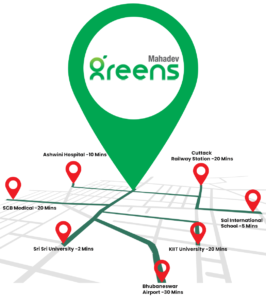 Mahadev
Greens
Ashwini Hospital -10 Mins
Cuttack
Railway Station -20 Mins
SCB Medical -20 Mins
Sai International
School -5 Mins
Sri Sri University -2 Mins
KIIT University -20 Mins
Bhubaneswar
Airport -30 Mins